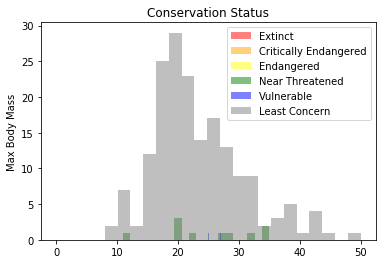 Conservation Status
Extinct
Critically Endangered
Endangered
Near Threatened
Vulnerable
Least Concern
Max Body Mass
30
25
20
15
10
5
0
0 10 20 30 40 50